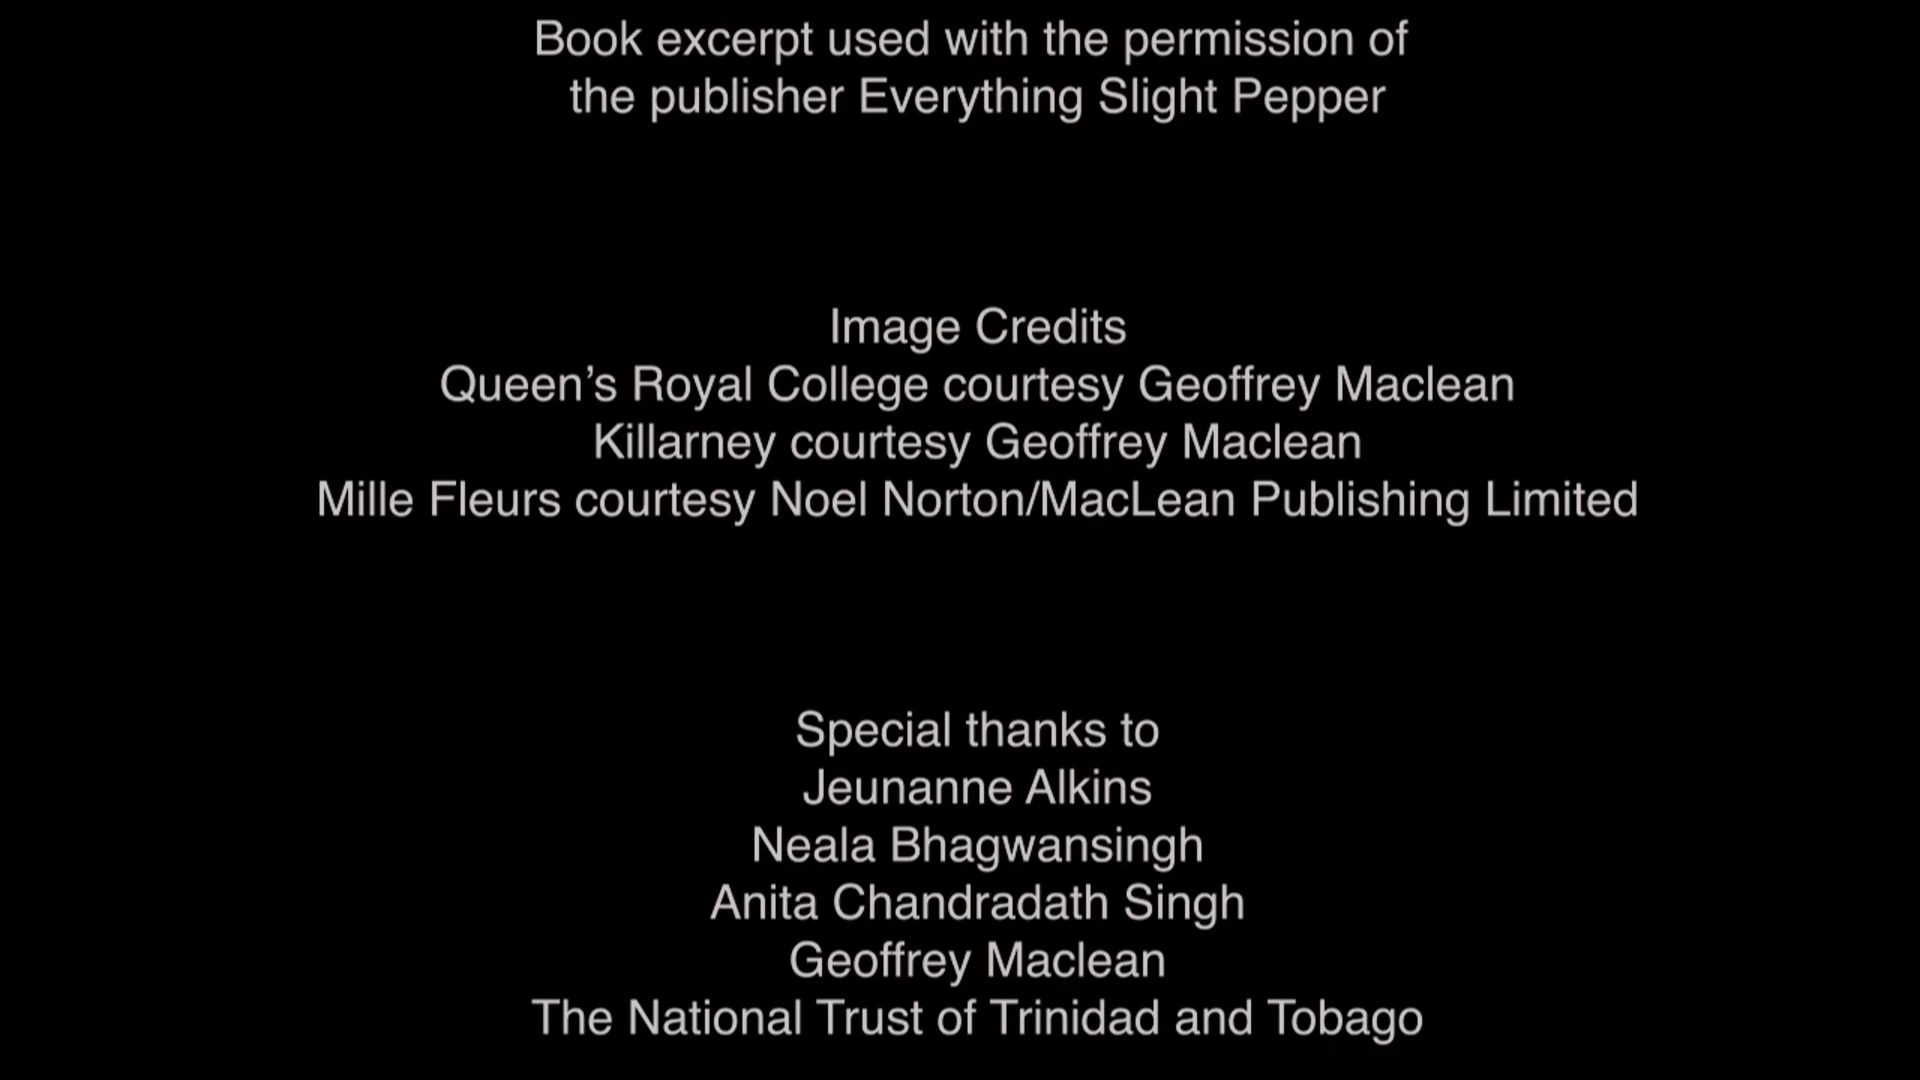 Book excerpt used with the permission of
the publisher Everything Slight Pepper
Image Credits
Queen's Royal College courtesy Geoffrey Maclean
Killarney courtesy Geoffrey Maclean
Mille Fleurs courtesy Noel Norton/MacLean Publishing Limited
Special thanks to
Jeunanne Alkins
Neala Bhagwansingh
Anita Chandradath Singh
Geoffrey Maclean
The National Trust of Trinidad and Tobago